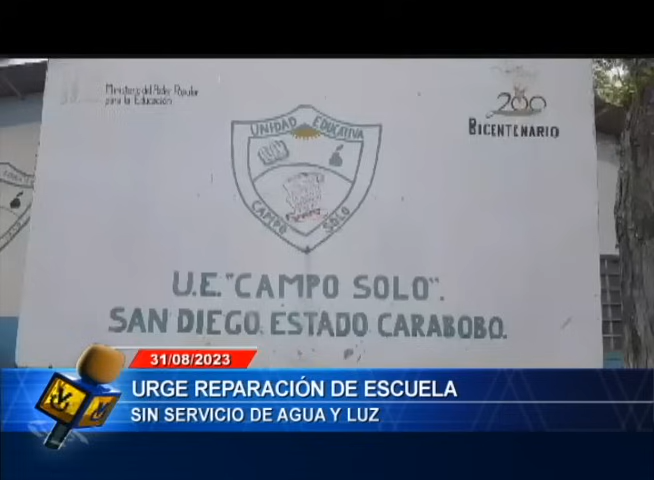 Ministerio del Poder Popular
para la Educación
200
BICENTENARIO
UNIDAD EDUCATIVA
CAMPO SOLO
U.E. "CAMPO SOLO".
SAN DIEGO. ESTADO CARABOBO.
31/08/2023
URGE REPARACIÓN DE ESCUELA
SIN SERVICIO DE AGUA Y LUZ